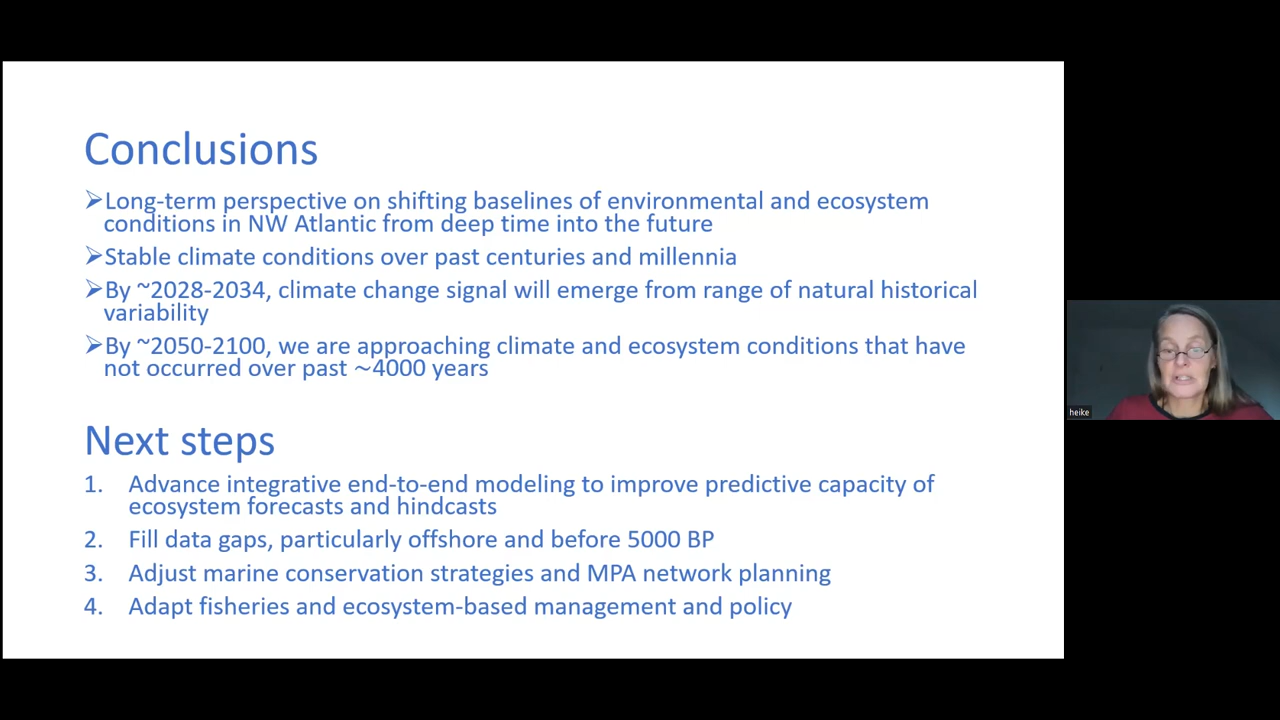 Conclusions
➢Long-term perspective on shifting baselines of environmental and ecosystem
conditions in NW Atlantic from deep time into the future
➢Stable climate conditions over past centuries and millennia
➢By ~2028-2034, climate change signal will emerge from range of natural historical
variability
➢By ~2050-2100, we are approaching climate and ecosystem conditions that have
not occurred over past ~4000 years
Next steps
1. Advance integrative end-to-end modeling to improve predictive capacity of
ecosystem forecasts and hindcasts
2. Fill data gaps, particularly offshore and before 5000 BP
3. Adjust marine conservation strategies and MPA network planning
4. Adapt fisheries and ecosystem-based management and policy
heike